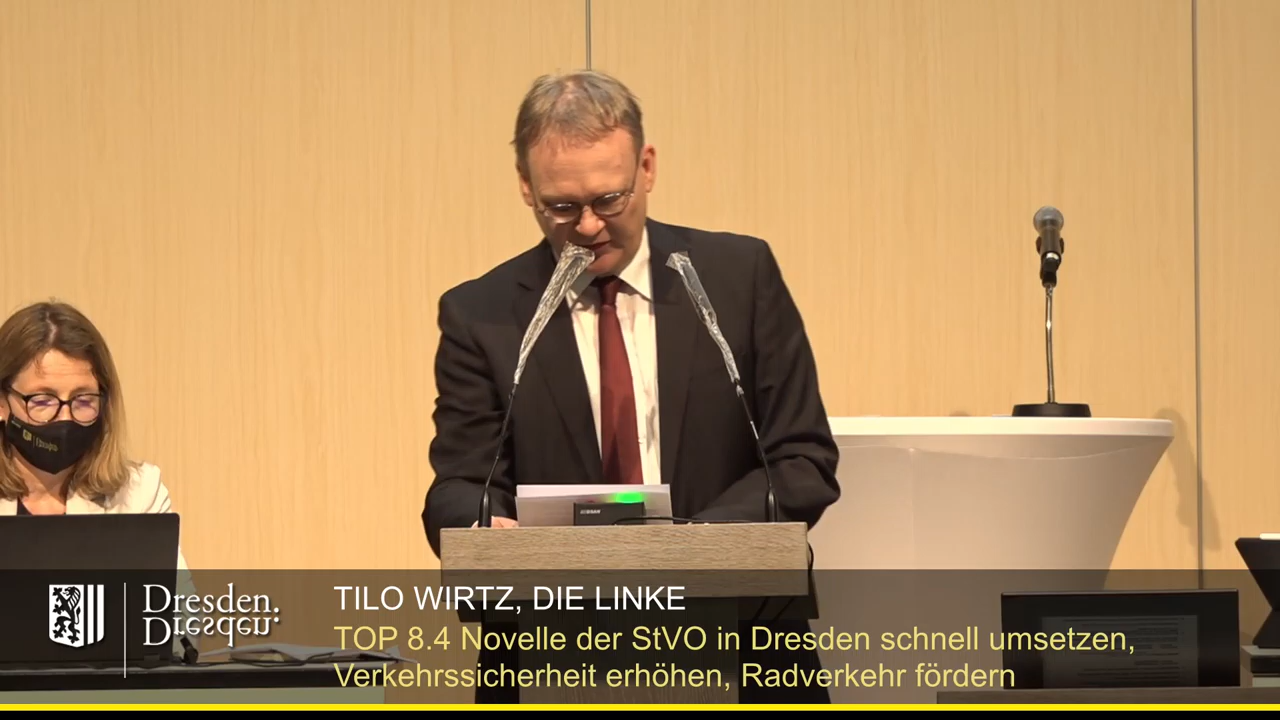 Dresden.
Dresden.
TILO WIRTZ, DIE LINKE
TOP 8.4 Novelle der StVO in Dresden schnell umsetzen,
Verkehrssicherheit erhöhen, Radverkehr fördern